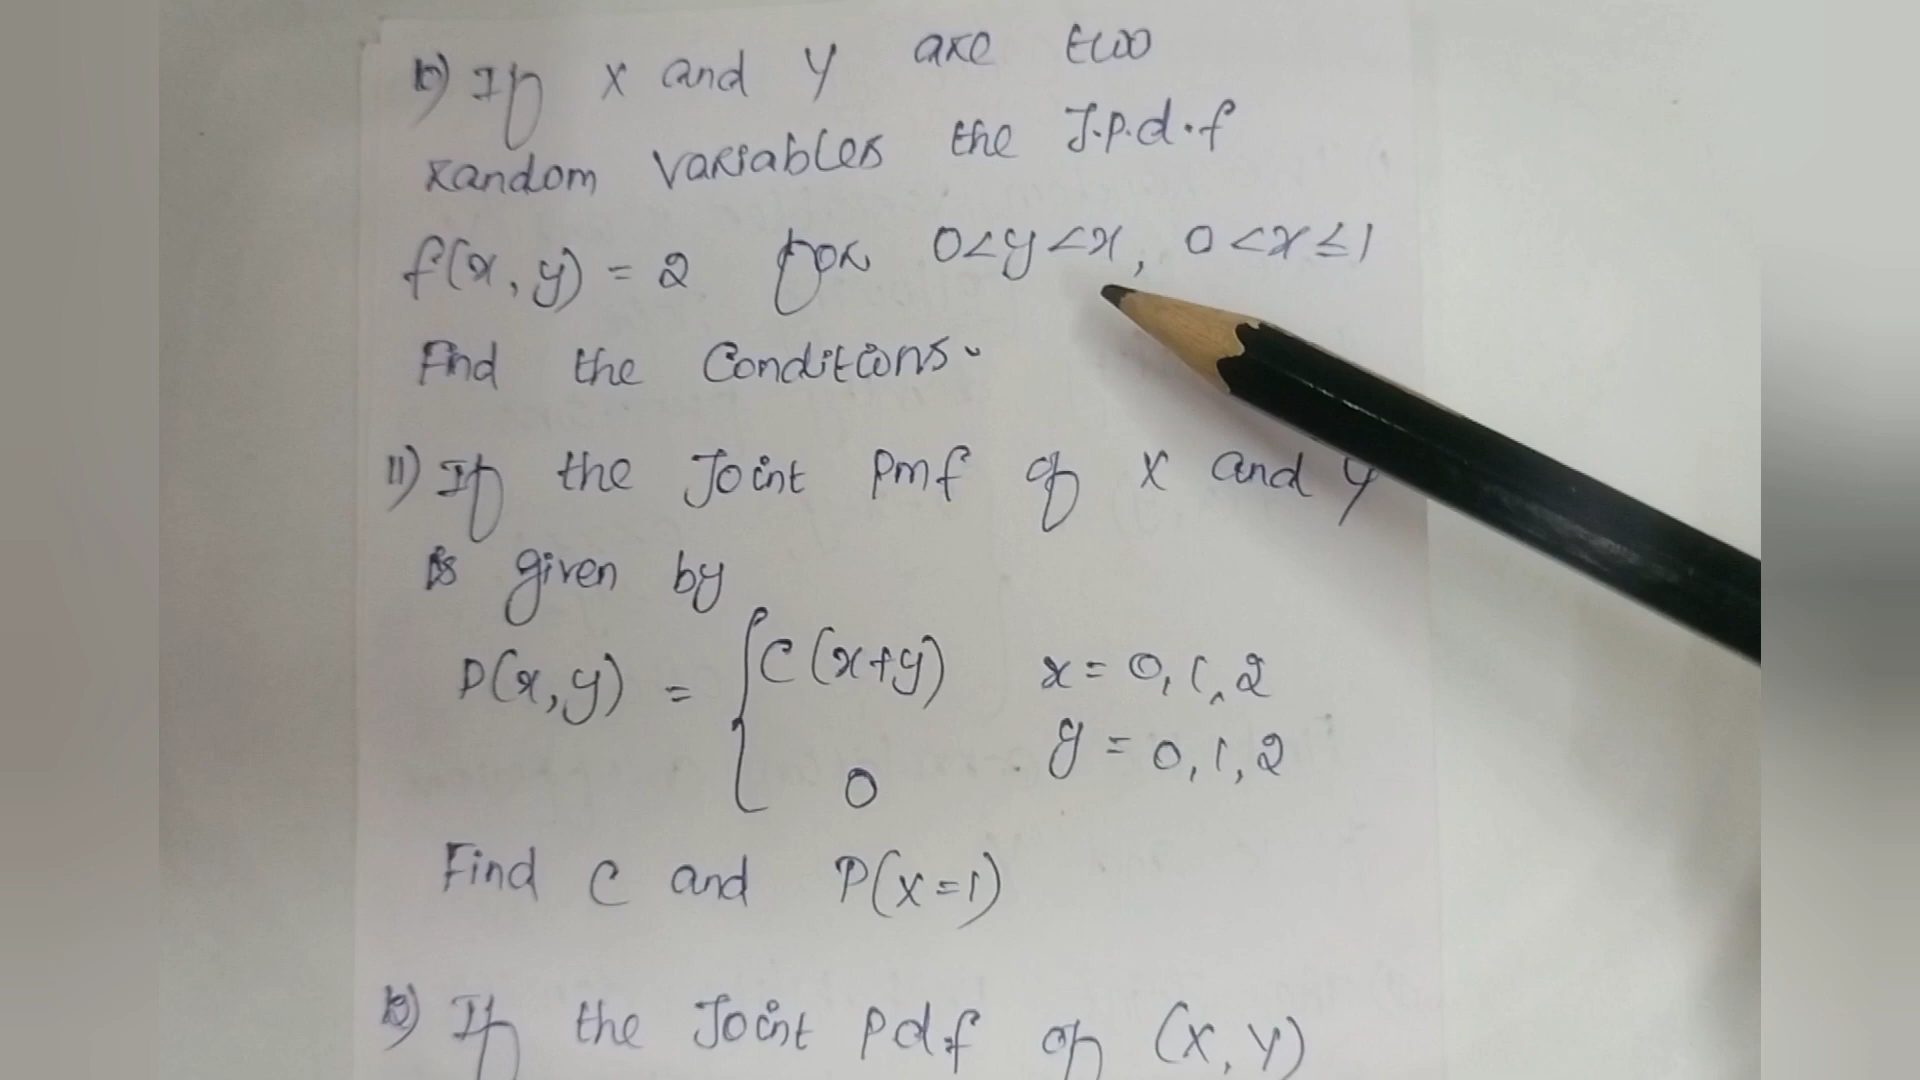 10) If X and Y are two
random variables the J.p.d.f
f(x, y) = 2 for 0<y<x, 0<x≤1
Find the Conditions.
11) If the Joint Pmf of X and Y
is given by
P(x,y) = { C(x+y) x = 0, 1, 2
0 y = 0, 1, 2
Find C and P(X=1)
If the Joint Pd.f of (X, Y)